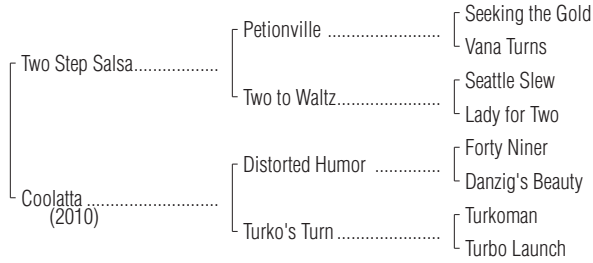 Seeking the Gold
Petionville ....................
Vana Turns
Two Step Salsa...............
Seattle Slew
Two to Waltz...................
Lady for Two
Forty Niner
Distorted Humor ............
Danzig's Beauty
Coolatta ........................
(2010)
Turkoman
Turko's Turn...................
Turbo Launch